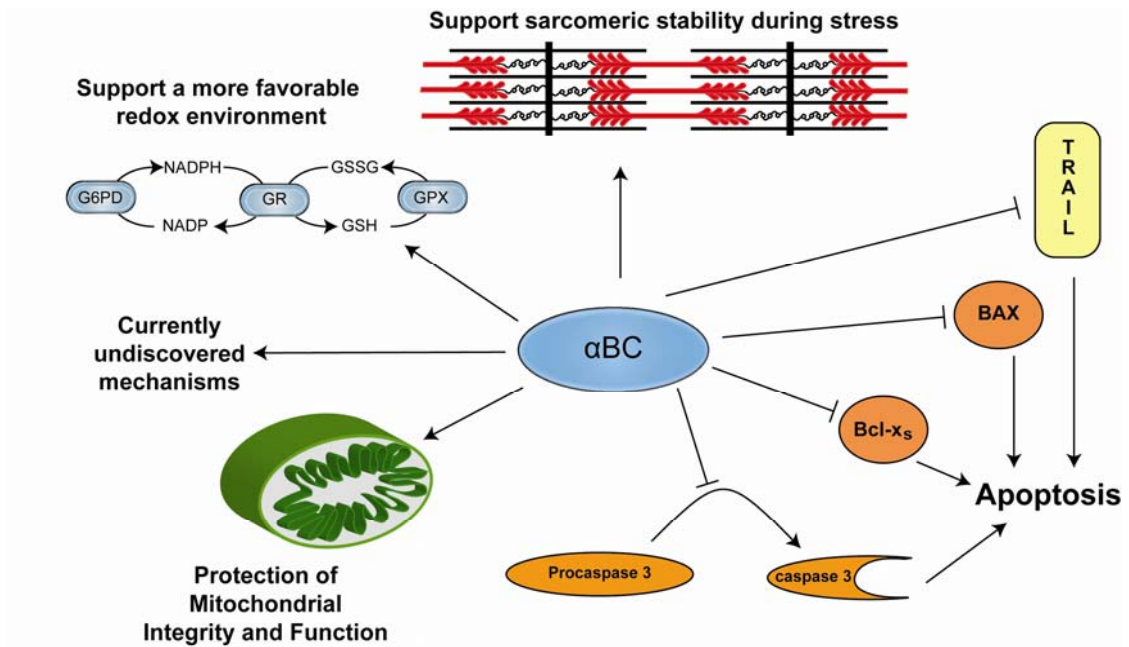 Support sarcomeric stability during stress
Support a more favorable
redox environment
NADPH
GSSG
G6PD
GR
GPX
NADP
GSH
T
R
A
I
L
BAX
αBC
Currently
undiscovered
mechanisms
Bcl-xs
Apoptosis
Procaspase 3
caspase 3
Protection of
Mitochondrial
Integrity and Function